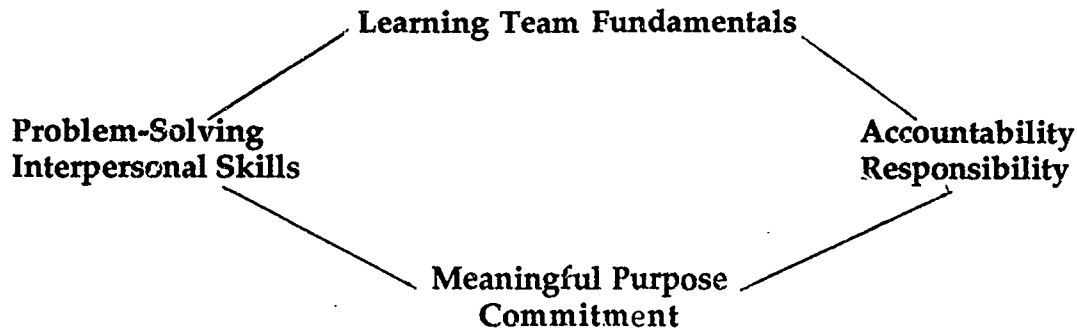 Learning Team Fundamentals
Problem-Solving
Interpersonal Skills
Accountability
Responsibility
Meaningful Purpose
Commitment